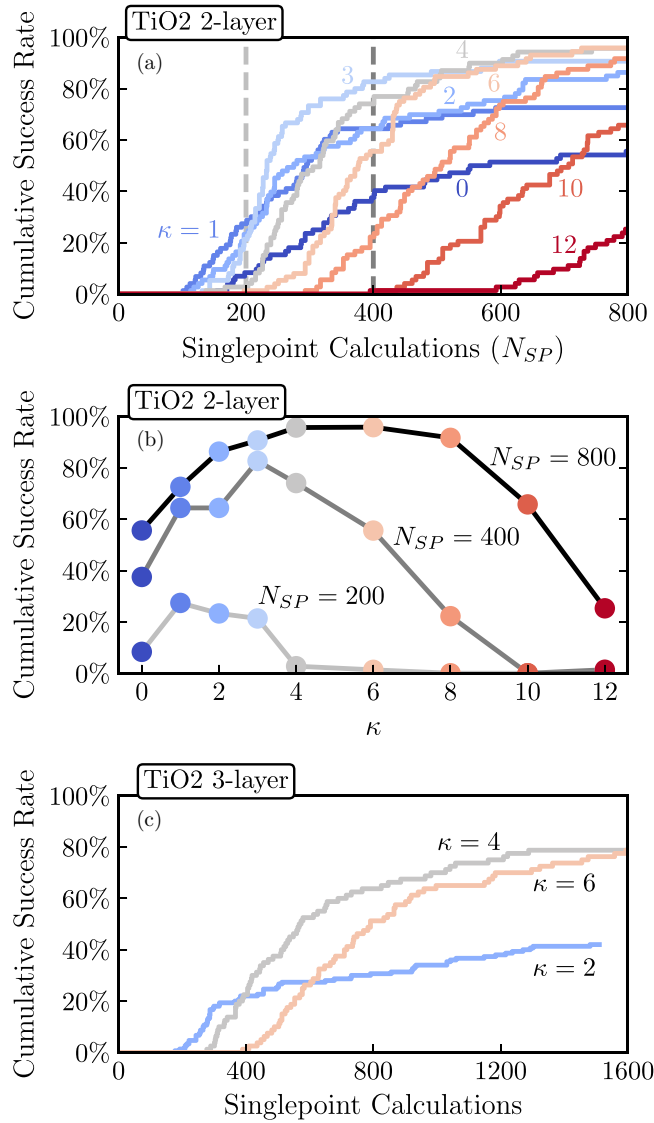 TiO2 2-layer
(a)
100%
80%
60%
40%
20%
0%
Cumulative Success Rate
3
4
6
2
8
κ = 1
0
10
12
0 200 400 600 800
Singlepoint Calculations (N_SP)
TiO2 2-layer
(b)
100%
80%
60%
40%
20%
0%
Cumulative Success Rate
N_SP = 800
N_SP = 400
N_SP = 200
0 2 4 6 8 10 12
κ
TiO2 3-layer
(c)
100%
80%
60%
40%
20%
0%
Cumulative Success Rate
κ = 4
κ = 6
κ = 2
0 400 800 1200 1600
Singlepoint Calculations